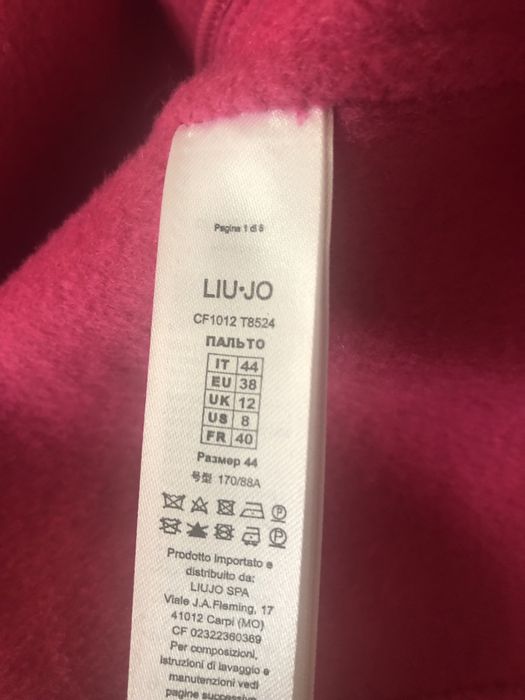 Pagina 1 di 8
LIU•JO
CF1012 T8524
ПАЛЬТО
IT 44
EU 38
UK 12
US 8
FR 40
Размер 44
号型 170/88A
Prodotto importato e
distribuito da:
LIUJO SPA
Viale J.A.Fleming, 17
41012 Carpi (MO)
CF 02322360369
Per composizioni,
istruzioni di lavaggio e
manutenzioni vedi
pagine successive